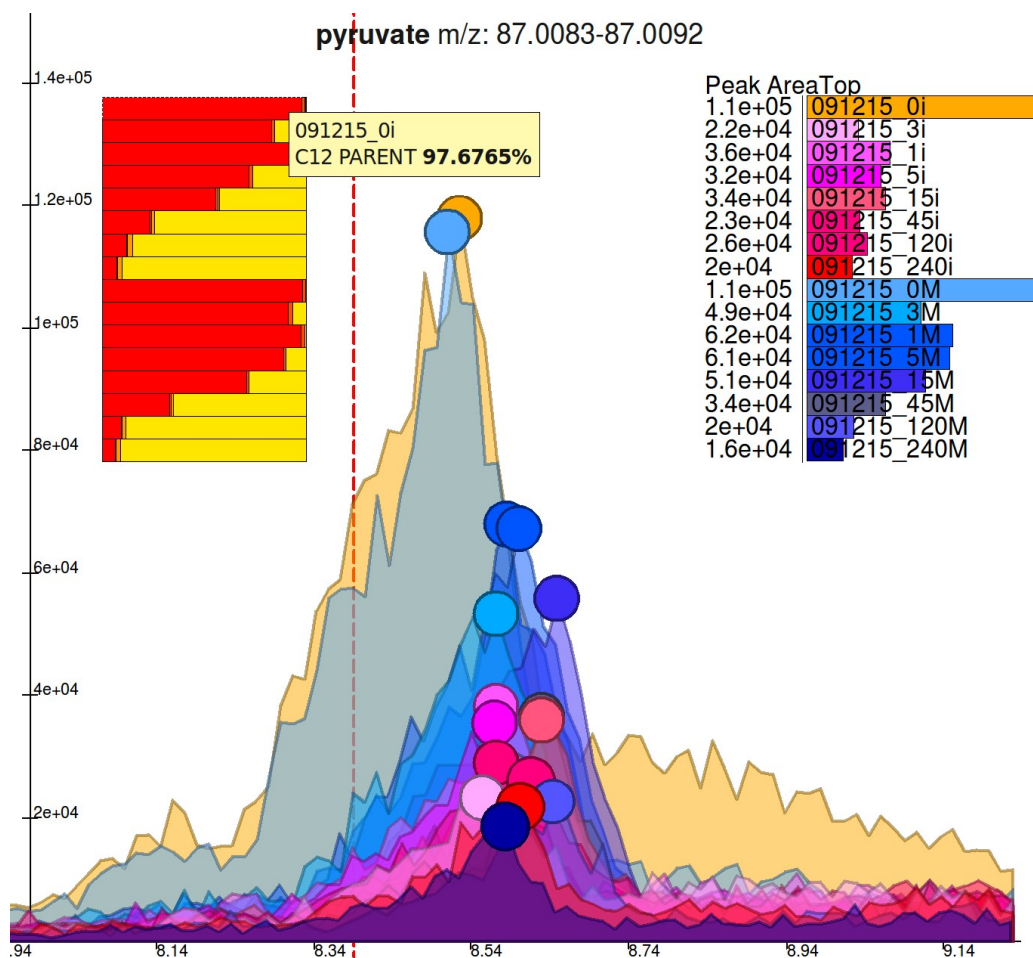 pyruvate m/z: 87.0083-87.0092
1.4e+05
1.2e+05
1e+05
8e+04
6e+04
4e+04
2e+04
091215_0i
C12 PARENT 97.6765%
Peak AreaTop
1.1e+05 091215_0i
2.2e+04 091215_3i
3.6e+04 091215_1i
3.2e+04 091215_5i
3.4e+04 091215_15i
2.3e+04 091215_45i
2.6e+04 091215_120i
2e+04 091215_240i
1.1e+05 091215_0M
4.9e+04 091215_3M
6.2e+04 091215_1M
6.1e+04 091215_5M
5.1e+04 091215_15M
3.4e+04 091215_45M
2e+04 091215_120M
1.6e+04 091215_240M
.94 8.14 8.34 8.54 8.74 8.94 9.14